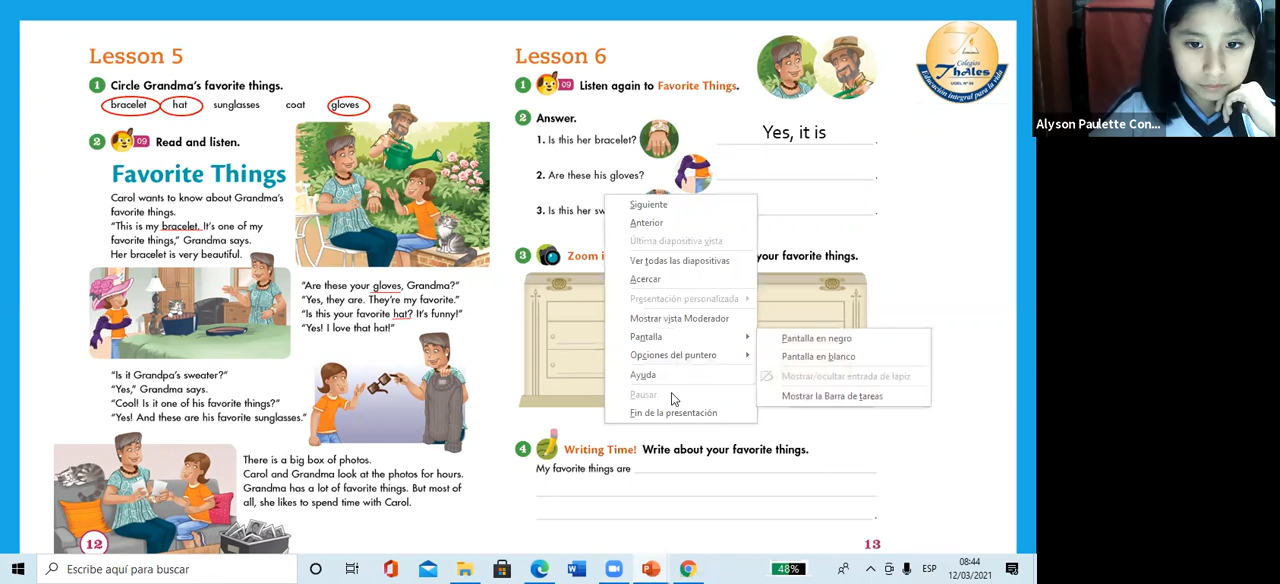 Lesson 5
1 Circle Grandma's favorite things.
bracelet hat sunglasses coat gloves
2 09 Read and listen.
Favorite Things
Carol wants to know about Grandma's
favorite things.
"This is my bracelet. It's one of my
favorite things," Grandma says.
Her bracelet is very beautiful.
"Are these your gloves, Grandma?"
"Yes, they are. They're my favorite."
"Is this your favorite hat? It's funny!"
"Yes! I love that hat!"
"Is it Grandpa's sweater?"
"Yes," Grandma says.
"Cool! Is it one of his favorite things?"
"Yes! And these are his favorite sunglasses."
There is a big box of photos.
Carol and Grandma look at the photos for hours.
Grandma has a lot of favorite things. But most of
all, she likes to spend time with Carol.
12
Lesson 6
1 09 Listen again to Favorite Things.
2 Answer.
1. Is this her bracelet? Yes, it is.
2. Are these his gloves?
3. Is this her sw
3 Zoom i your favorite things.
4 Writing Time! Write about your favorite things.
My favorite things are
13
Colegios
Thales
Educación integral para la vida
Siguiente
Anterior
Última diapositiva vista
Ver todas las diapositivas
Acercar
Presentación personalizada
Mostrar vista Moderador
Pantalla
Opciones del puntero
Ayuda
Pausar
Fin de la presentación
Pantalla en negro
Pantalla en blanco
Mostrar/ocultar entrada de lápiz
Mostrar la Barra de tareas
Alyson Paulette Con...
Escribe aquí para buscar
48%
ESP
08:44
12/03/2021